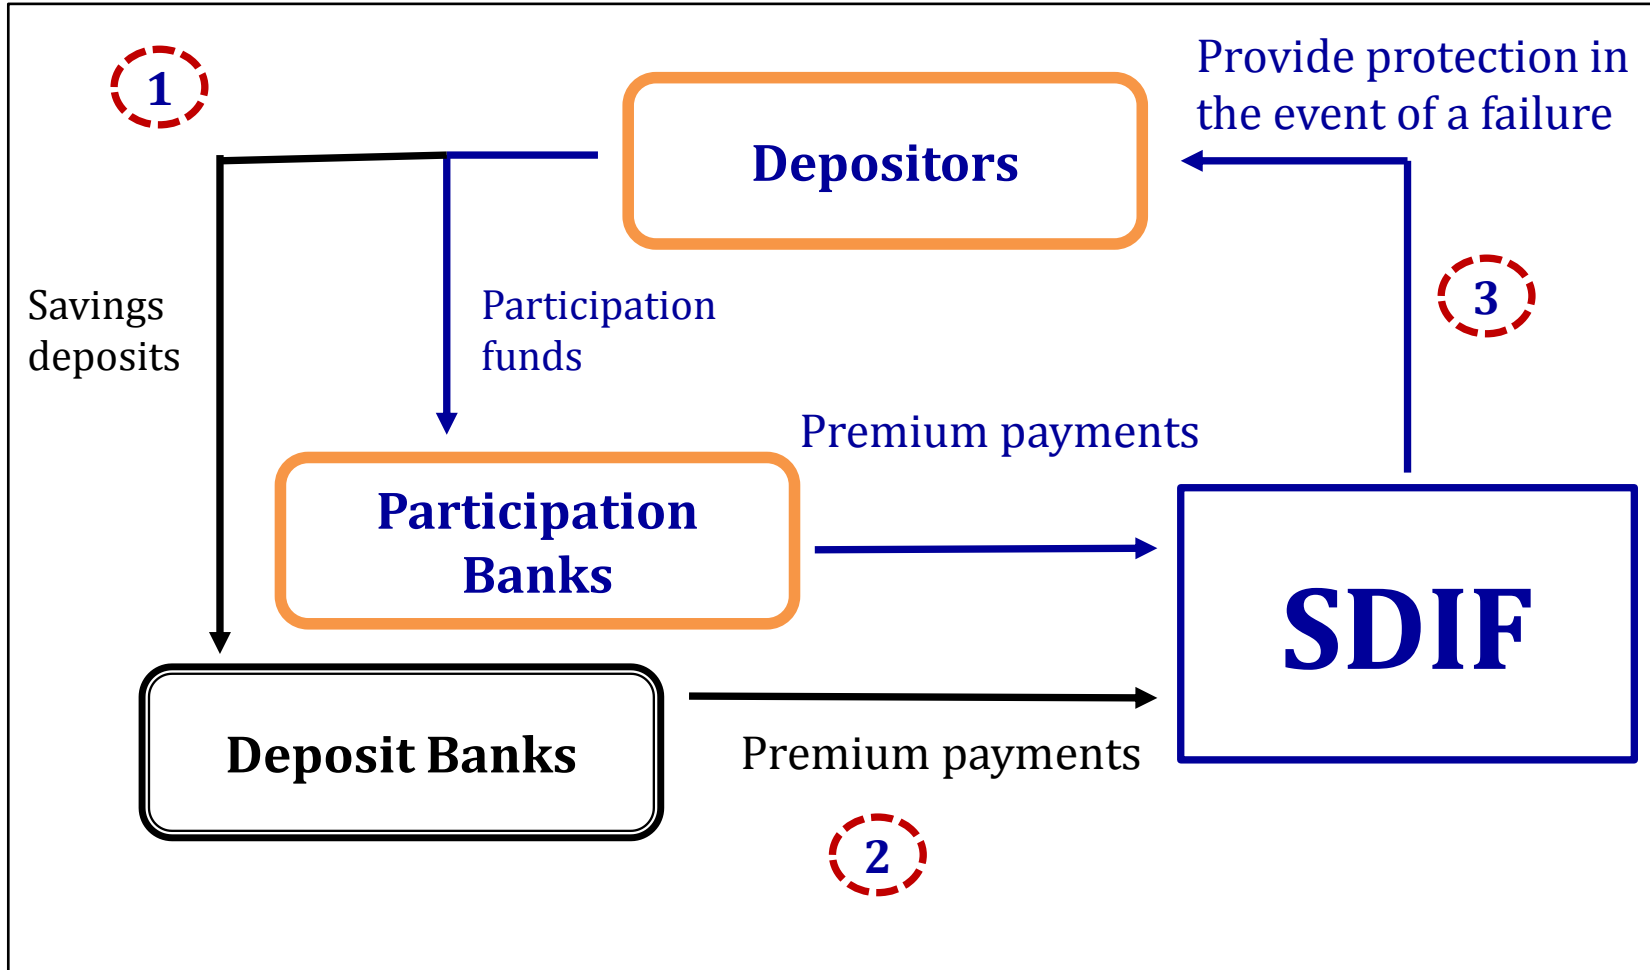 1
Provide protection in
the event of a failure
Depositors
3
Savings
deposits
Participation
funds
Premium payments
Participation
Banks
SDIF
Deposit Banks
Premium payments
2